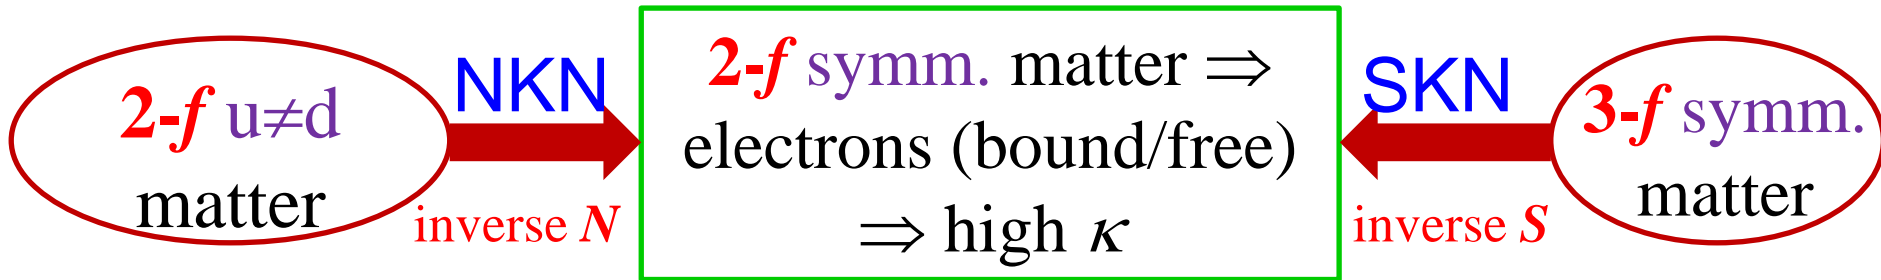 2-f u≠d
matter
NKN
inverse N
2-f symm. matter ⇒
electrons (bound/free)
⇒ high κ
SKN
inverse S
3-f symm.
matter